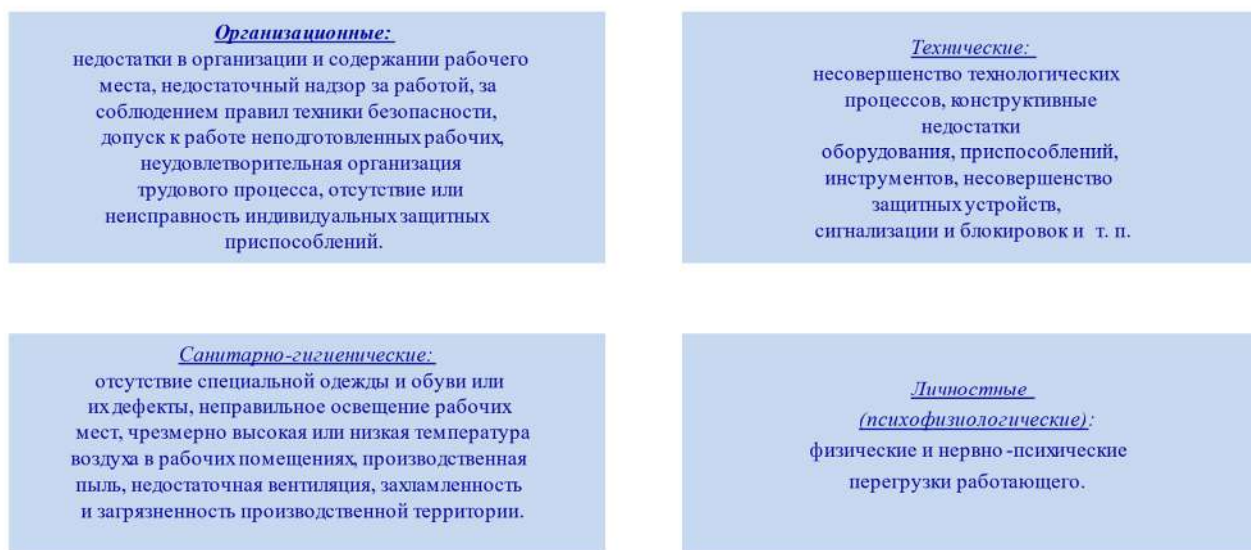 Организационные:
недостатки в организации и содержании рабочего
места, недостаточный надзор за работой, за
соблюдением правил техники безопасности,
допуск к работе неподготовленных рабочих,
неудовлетворительная организация
трудового процесса, отсутствие или
неисправность индивидуальных защитных
приспособлений.
Технические:
несовершенство технологических
процессов, конструктивные
недостатки
оборудования, приспособлений,
инструментов, несовершенство
защитных устройств,
сигнализации и блокировок и т. п.
Санитарно-гигиенические:
отсутствие специальной одежды и обуви или
их дефекты, неправильное освещение рабочих
мест, чрезмерно высокая или низкая температура
воздуха в рабочих помещениях, производственная
пыль, недостаточная вентиляция, захламленность
и загрязненность производственной территории.
Личностные
(психофизиологические):
физические и нервно-психические
перегрузки работающего.